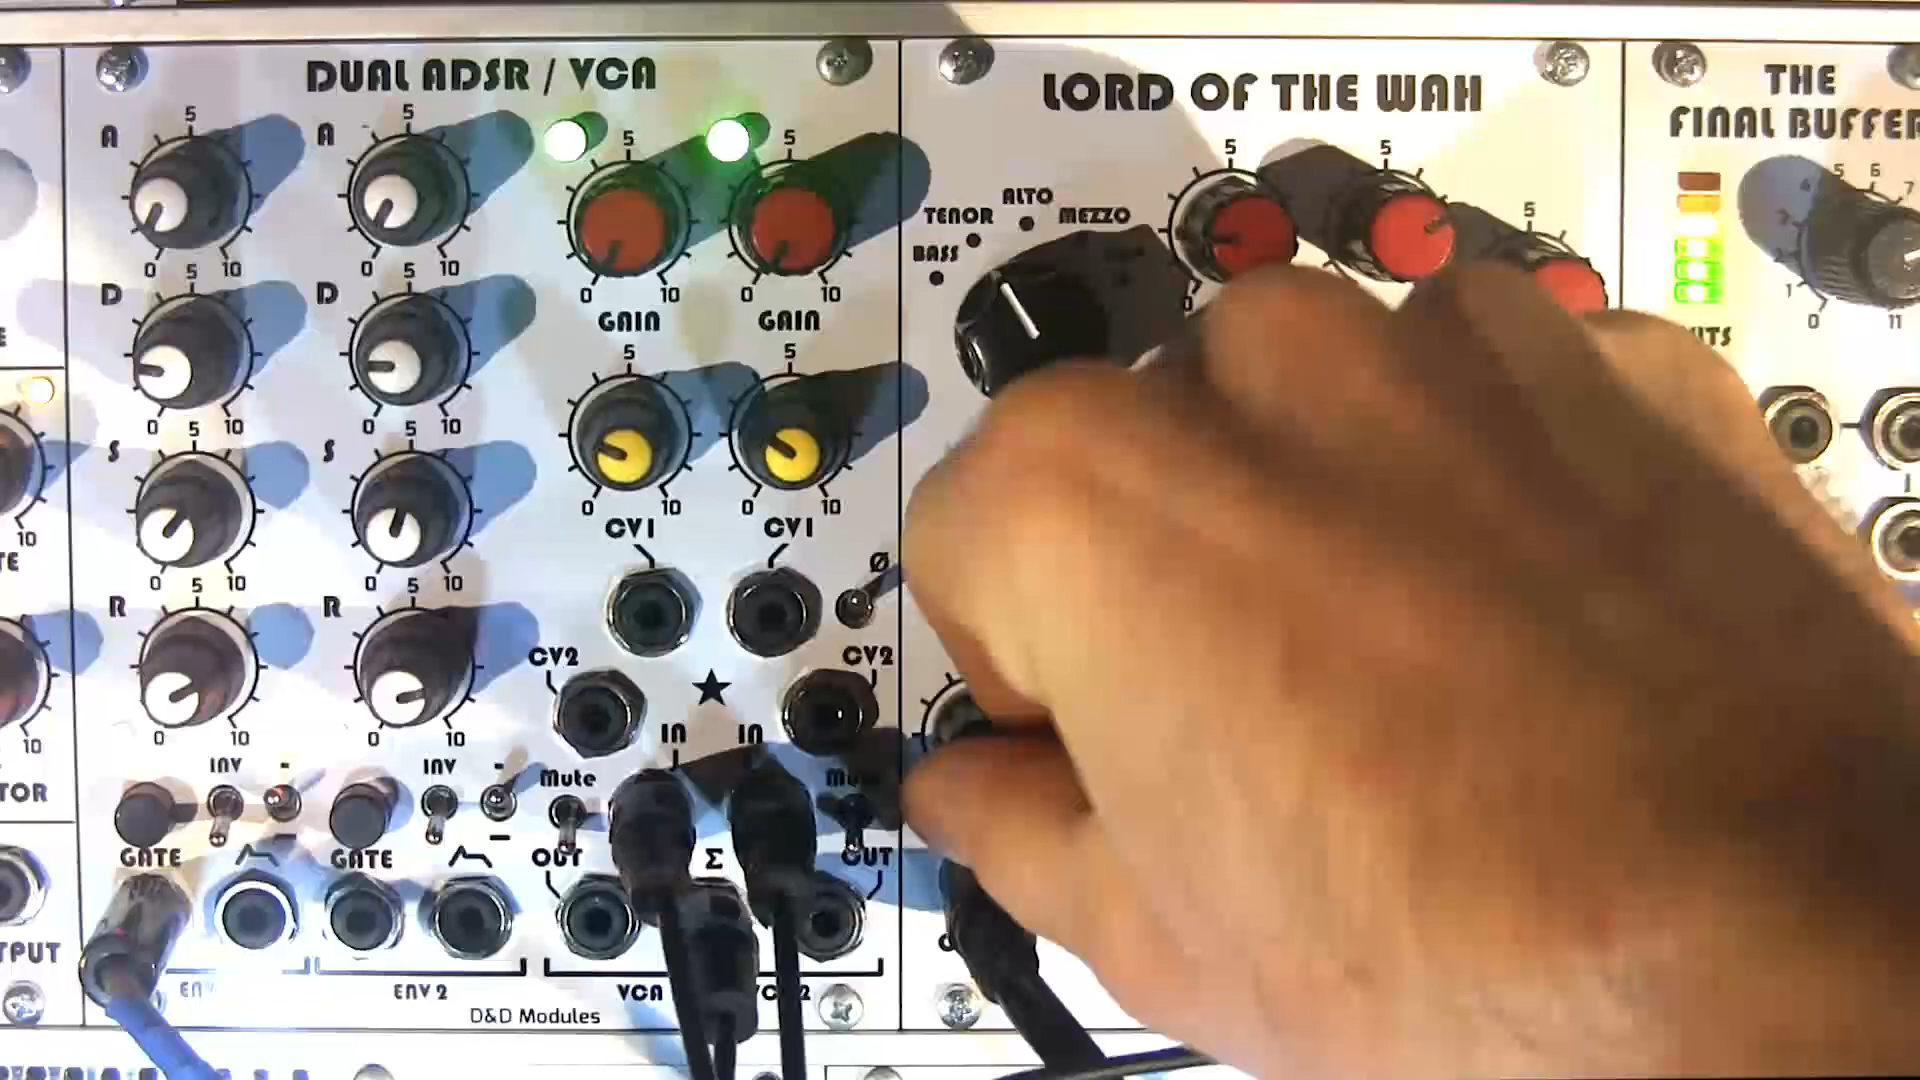 DUAL ADSR / VCA
A
5
0 10
A
5
0 10
5
0 10
GAIN
5
0 10
GAIN
D
5
0 10
D
5
0 10
5
0 10
CV1
5
0 10
CV1
S
5
0 10
S
5
0 10
Ø
R
5
0 10
R
5
0 10
CV2
CV2
IN IN
INV -
INV -
Mute
GATE
GATE
OUT
Σ
OUT
ENV 2
VCA
D&D Modules
LORD OF THE WAH
BASS
TENOR
ALTO
MEZZO
5
0
5
5
THE
FINAL BUFFER
4 5 6 7
1
0 11
10
10